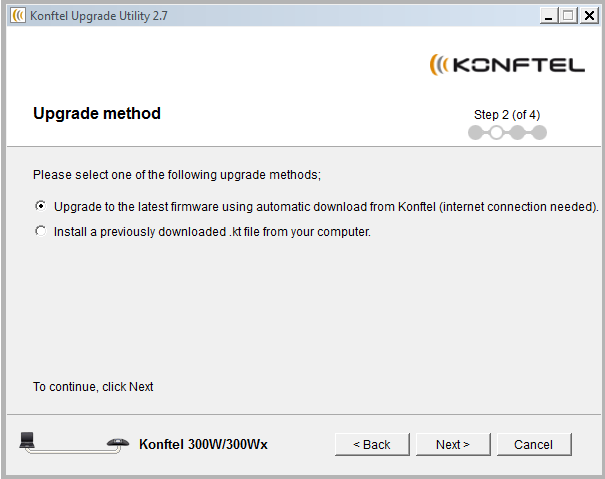 Konftel Upgrade Utility 2.7
KONFTEL
Upgrade method
Step 2 (of 4)
Please select one of the following upgrade methods;
Upgrade to the latest firmware using automatic download from Konftel (internet connection needed).
Install a previously downloaded .kt file from your computer.
To continue, click Next
Konftel 300W/300Wx
< Back
Next >
Cancel